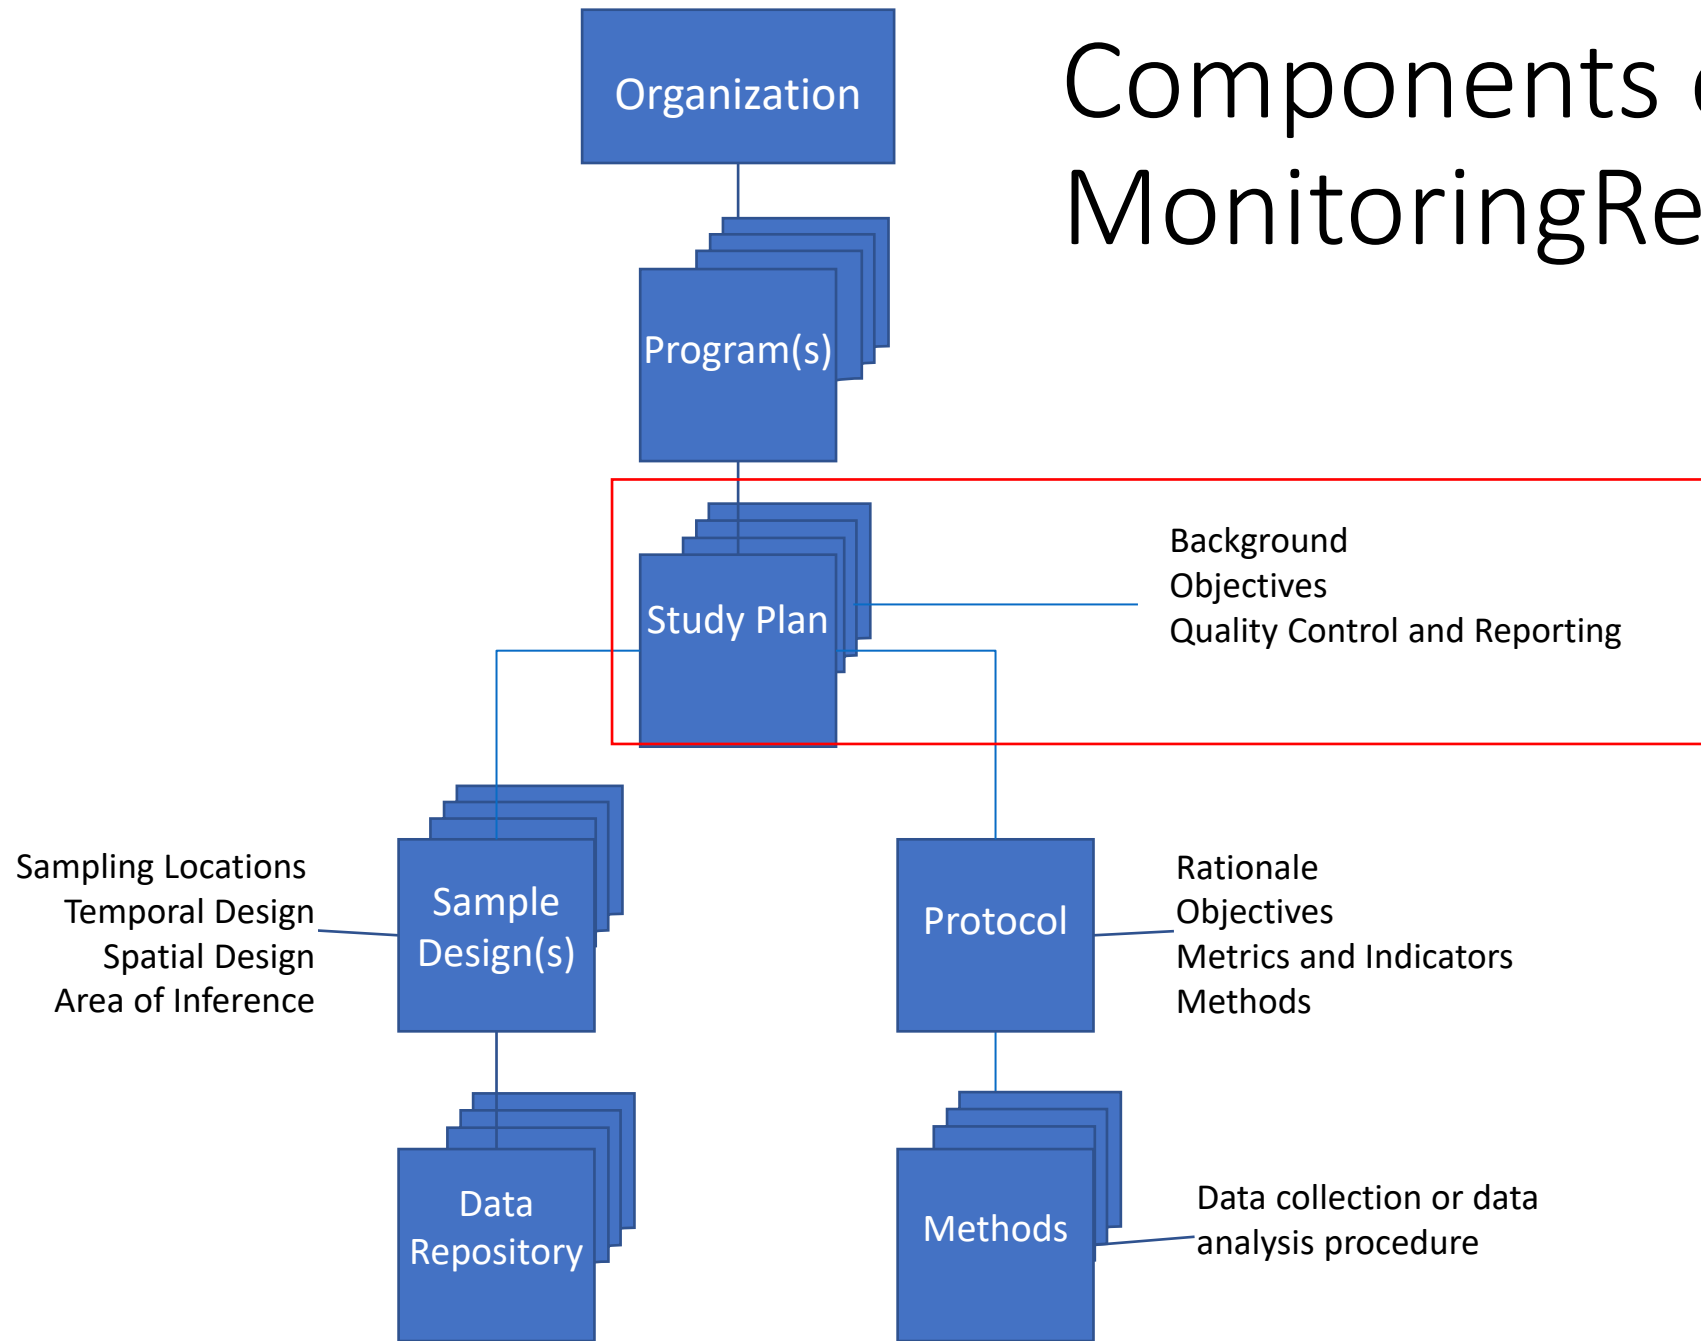 Organization
Components
MonitoringRe
Program(s)
Study Plan
Background
Objectives
Quality Control and Reporting
Sampling Locations
Temporal Design
Spatial Design
Area of Inference
Sample
Design(s)
Protocol
Rationale
Objectives
Metrics and Indicators
Methods
Data
Repository
Methods
Data collection or data
analysis procedure